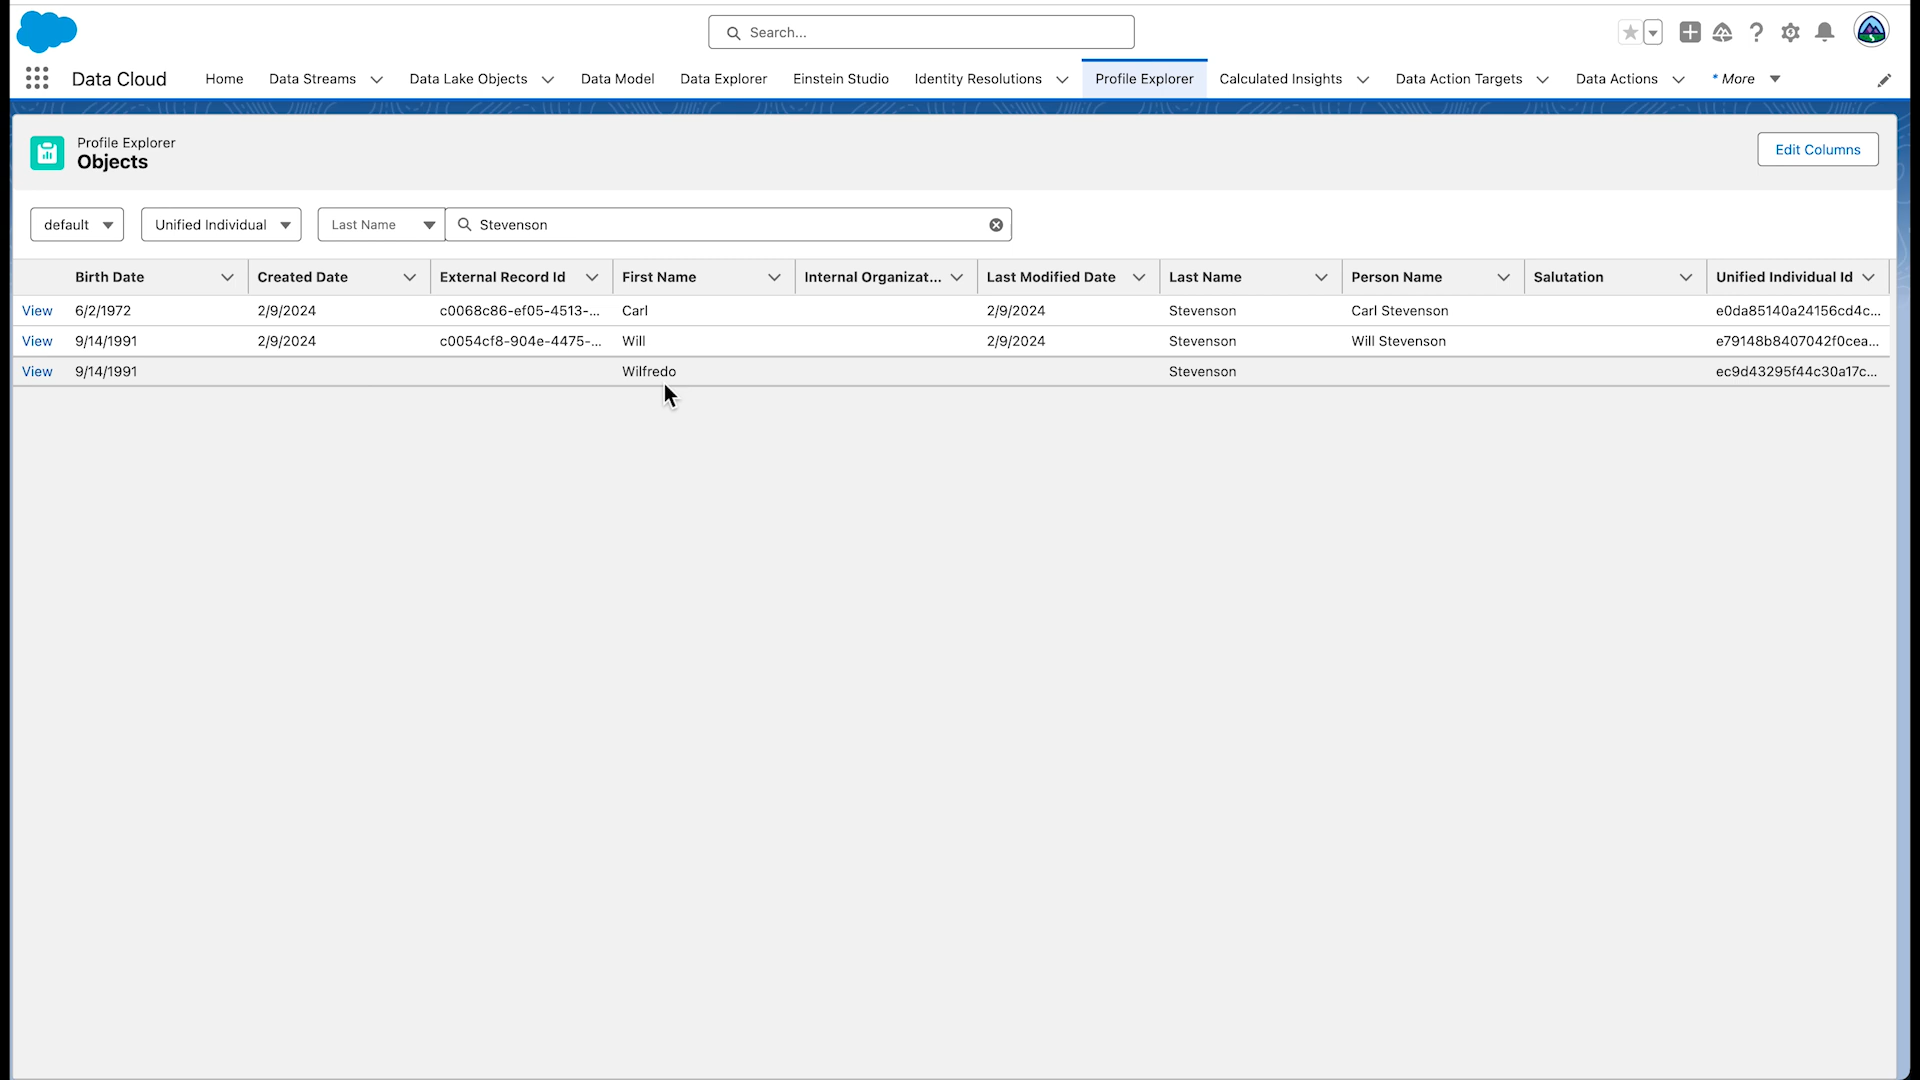 Search...
Data Cloud Home Data Streams Data Lake Objects Data Model Data Explorer Einstein Studio Identity Resolutions Profile Explorer Calculated Insights Data Action Targets Data Actions * More
Profile Explorer
Objects
Edit Columns
default Unified Individual Last Name Stevenson
Birth Date Created Date External Record Id First Name Internal Organizat... Last Modified Date Last Name Person Name Salutation Unified Individual Id
View 6/2/1972 2/9/2024 c0068c86-ef05-4513-... Carl 2/9/2024 Stevenson Carl Stevenson e0da85140a24156cd4c...
View 9/14/1991 2/9/2024 c0054cf8-904e-4475-... Will 2/9/2024 Stevenson Will Stevenson e79148b8407042f0cea...
View 9/14/1991 Wilfredo Stevenson ec9d43295f44c30a17c...